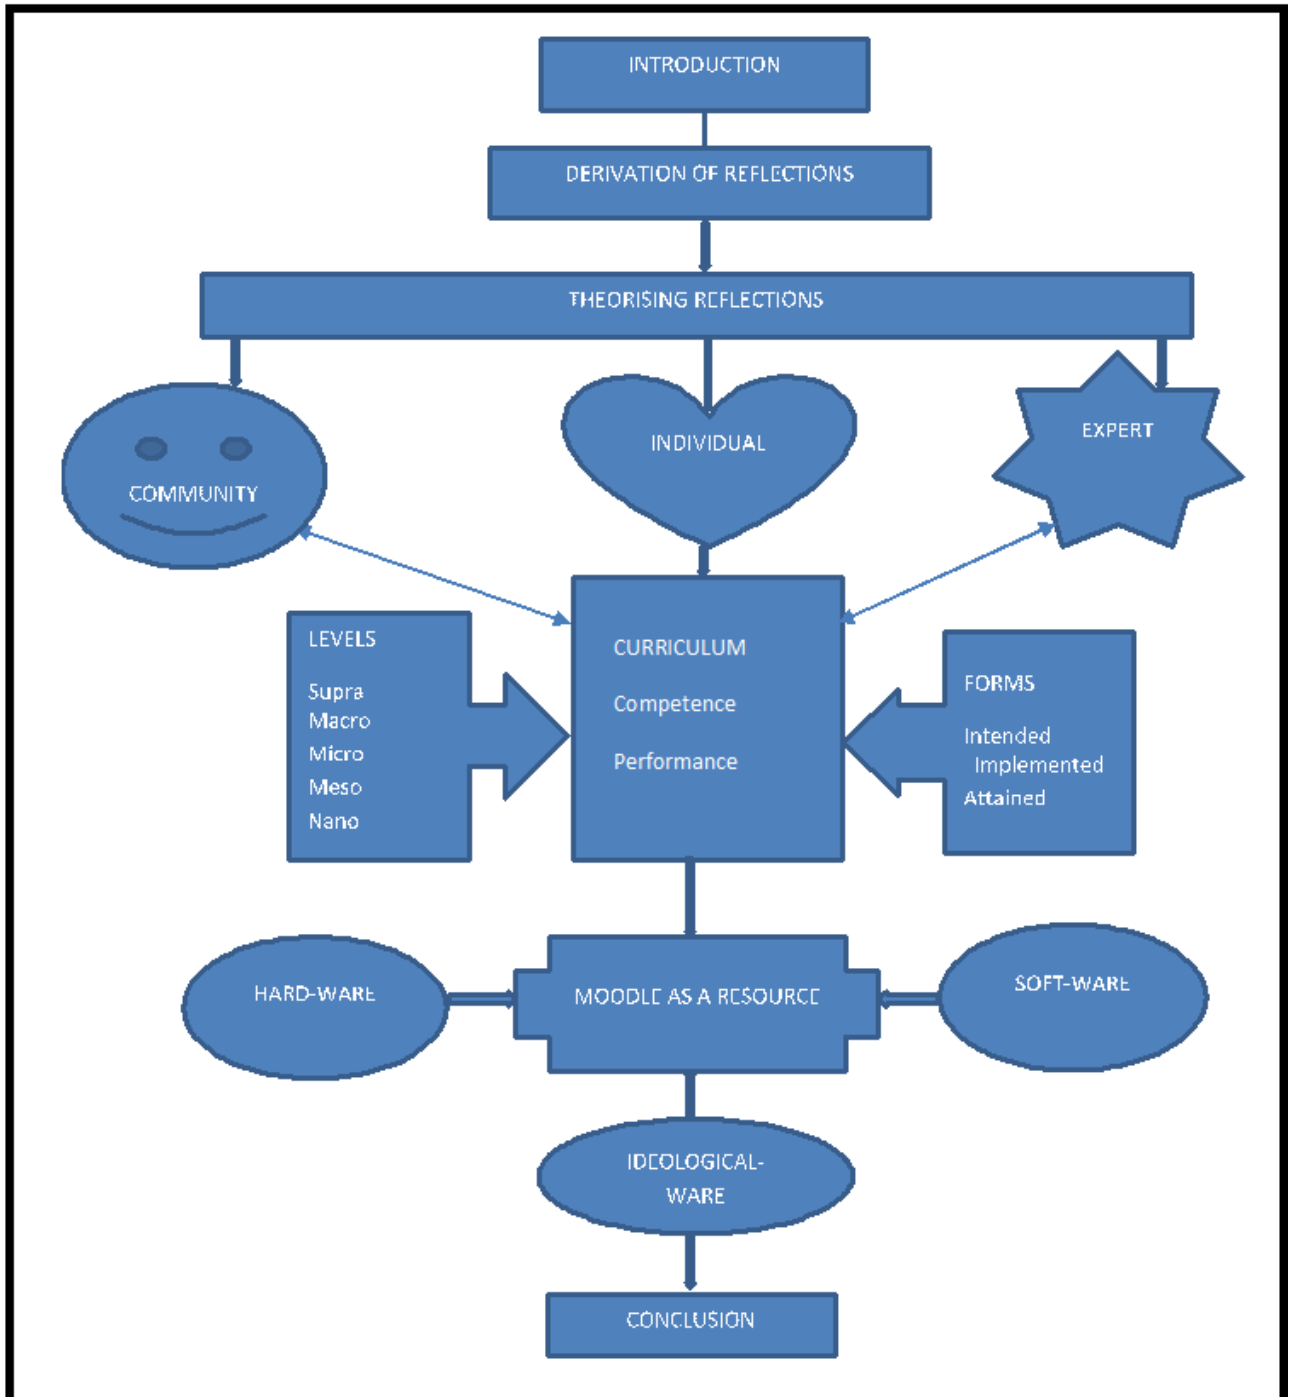 INTRODUCTION
DERIVATION OF REFLECTIONS
THEORISING REFLECTIONS
COMMUNITY
INDIVIDUAL
EXPERT
LEVELS
Supra
Macro
Micro
Meso
Nano
CURRICULUM
Competence
Performance
FORMS
Intended
Implemented
Attained
HARD-WARE
MOODLE AS A RESOURCE
SOFT-WARE
IDEOLOGICAL-
WARE
CONCLUSION